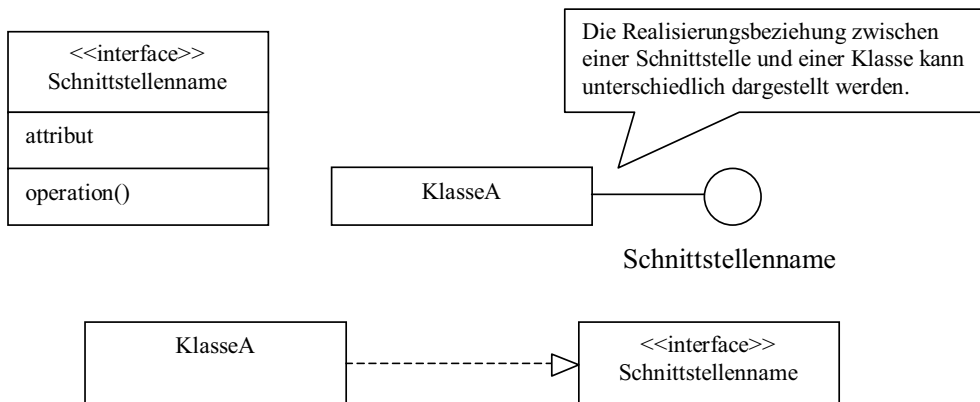 <<interface>>
Schnittstellenname
attribut
operation()
Die Realisierungsbeziehung zwischen
einer Schnittstelle und einer Klasse kann
unterschiedlich dargestellt werden.
KlasseA
Schnittstellenname
KlasseA
<<interface>>
Schnittstellenname